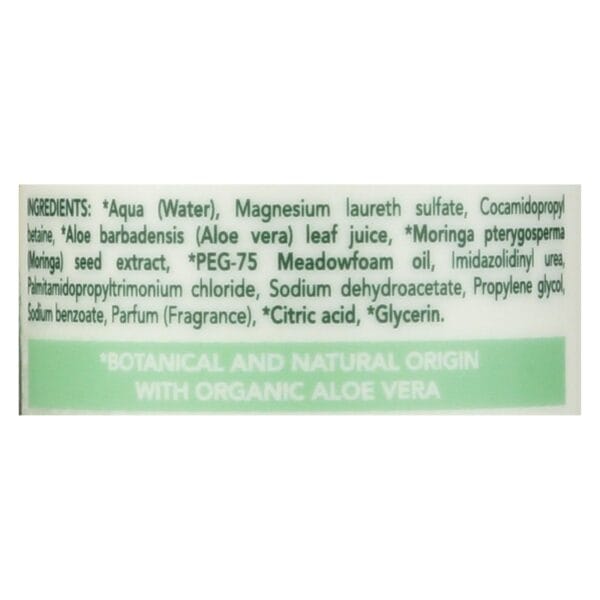 INGREDIENTS: *Aqua (Water), Magnesium laureth sulfate, Cocamidopropyl
betaine, *Aloe barbadensis (Aloe vera) leaf juice, *Moringa pterygosperma
(Moringa) seed extract, *PEG-75 Meadowfoam oil, Imidazolidinyl urea,
Palmitamidopropyltrimonium chloride, Sodium dehydroacetate, Propylene glycol,
Sodium benzoate, Parfum (Fragrance), *Citric acid, *Glycerin.
*BOTANICAL AND NATURAL ORIGIN
WITH ORGANIC ALOE VERA